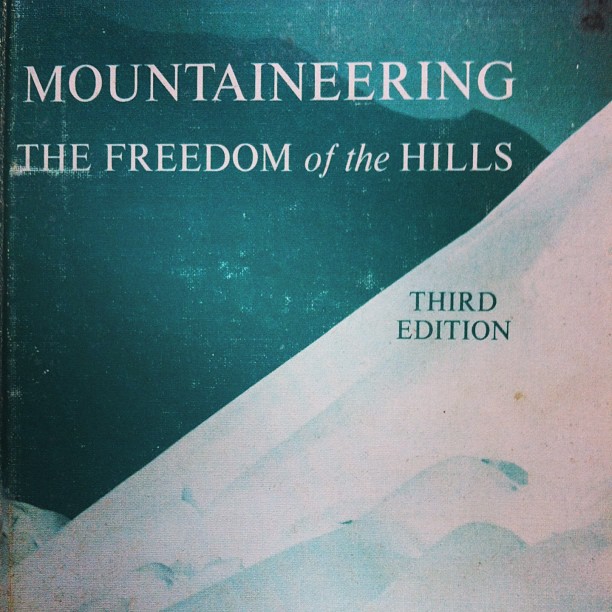 MOUNTAINEERING
THE FREEDOM of the HILLS
THIRD
EDITION